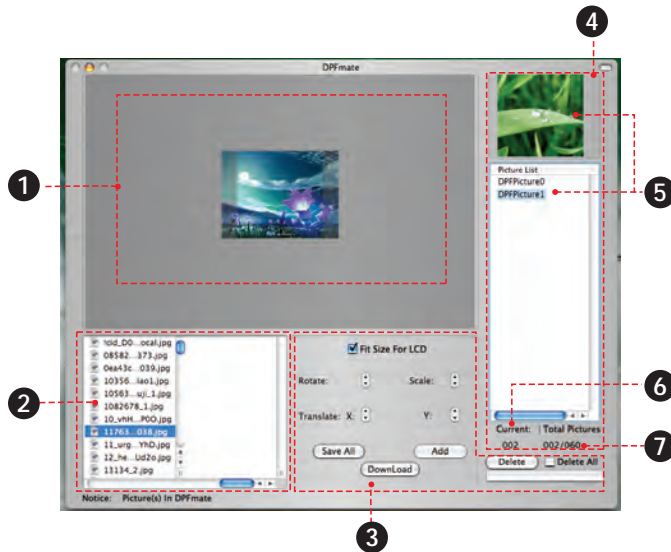 4
DPFmate
1
5
Picture List
DPFPicture0
DPFPicture1
!cid_D0...ocal.jpg
08582...373.jpg
0ea43c...039.jpg
10356...lao1.jpg
10563...uji_1.jpg
1082678_1.jpg
10_vhH...P00.jpg
11763...038.jpg
11_urg...YhD.jpg
12_he...Ud2o.jpg
13134_2.jpg
2
Fit Size For LCD
Rotate: Scale:
Translate: X: Y:
Save All Add
DownLoad
6
Current: Total Pictures
002 002/060
7
Delete Delete All
Notice: Picture(s) In DPFmate
3